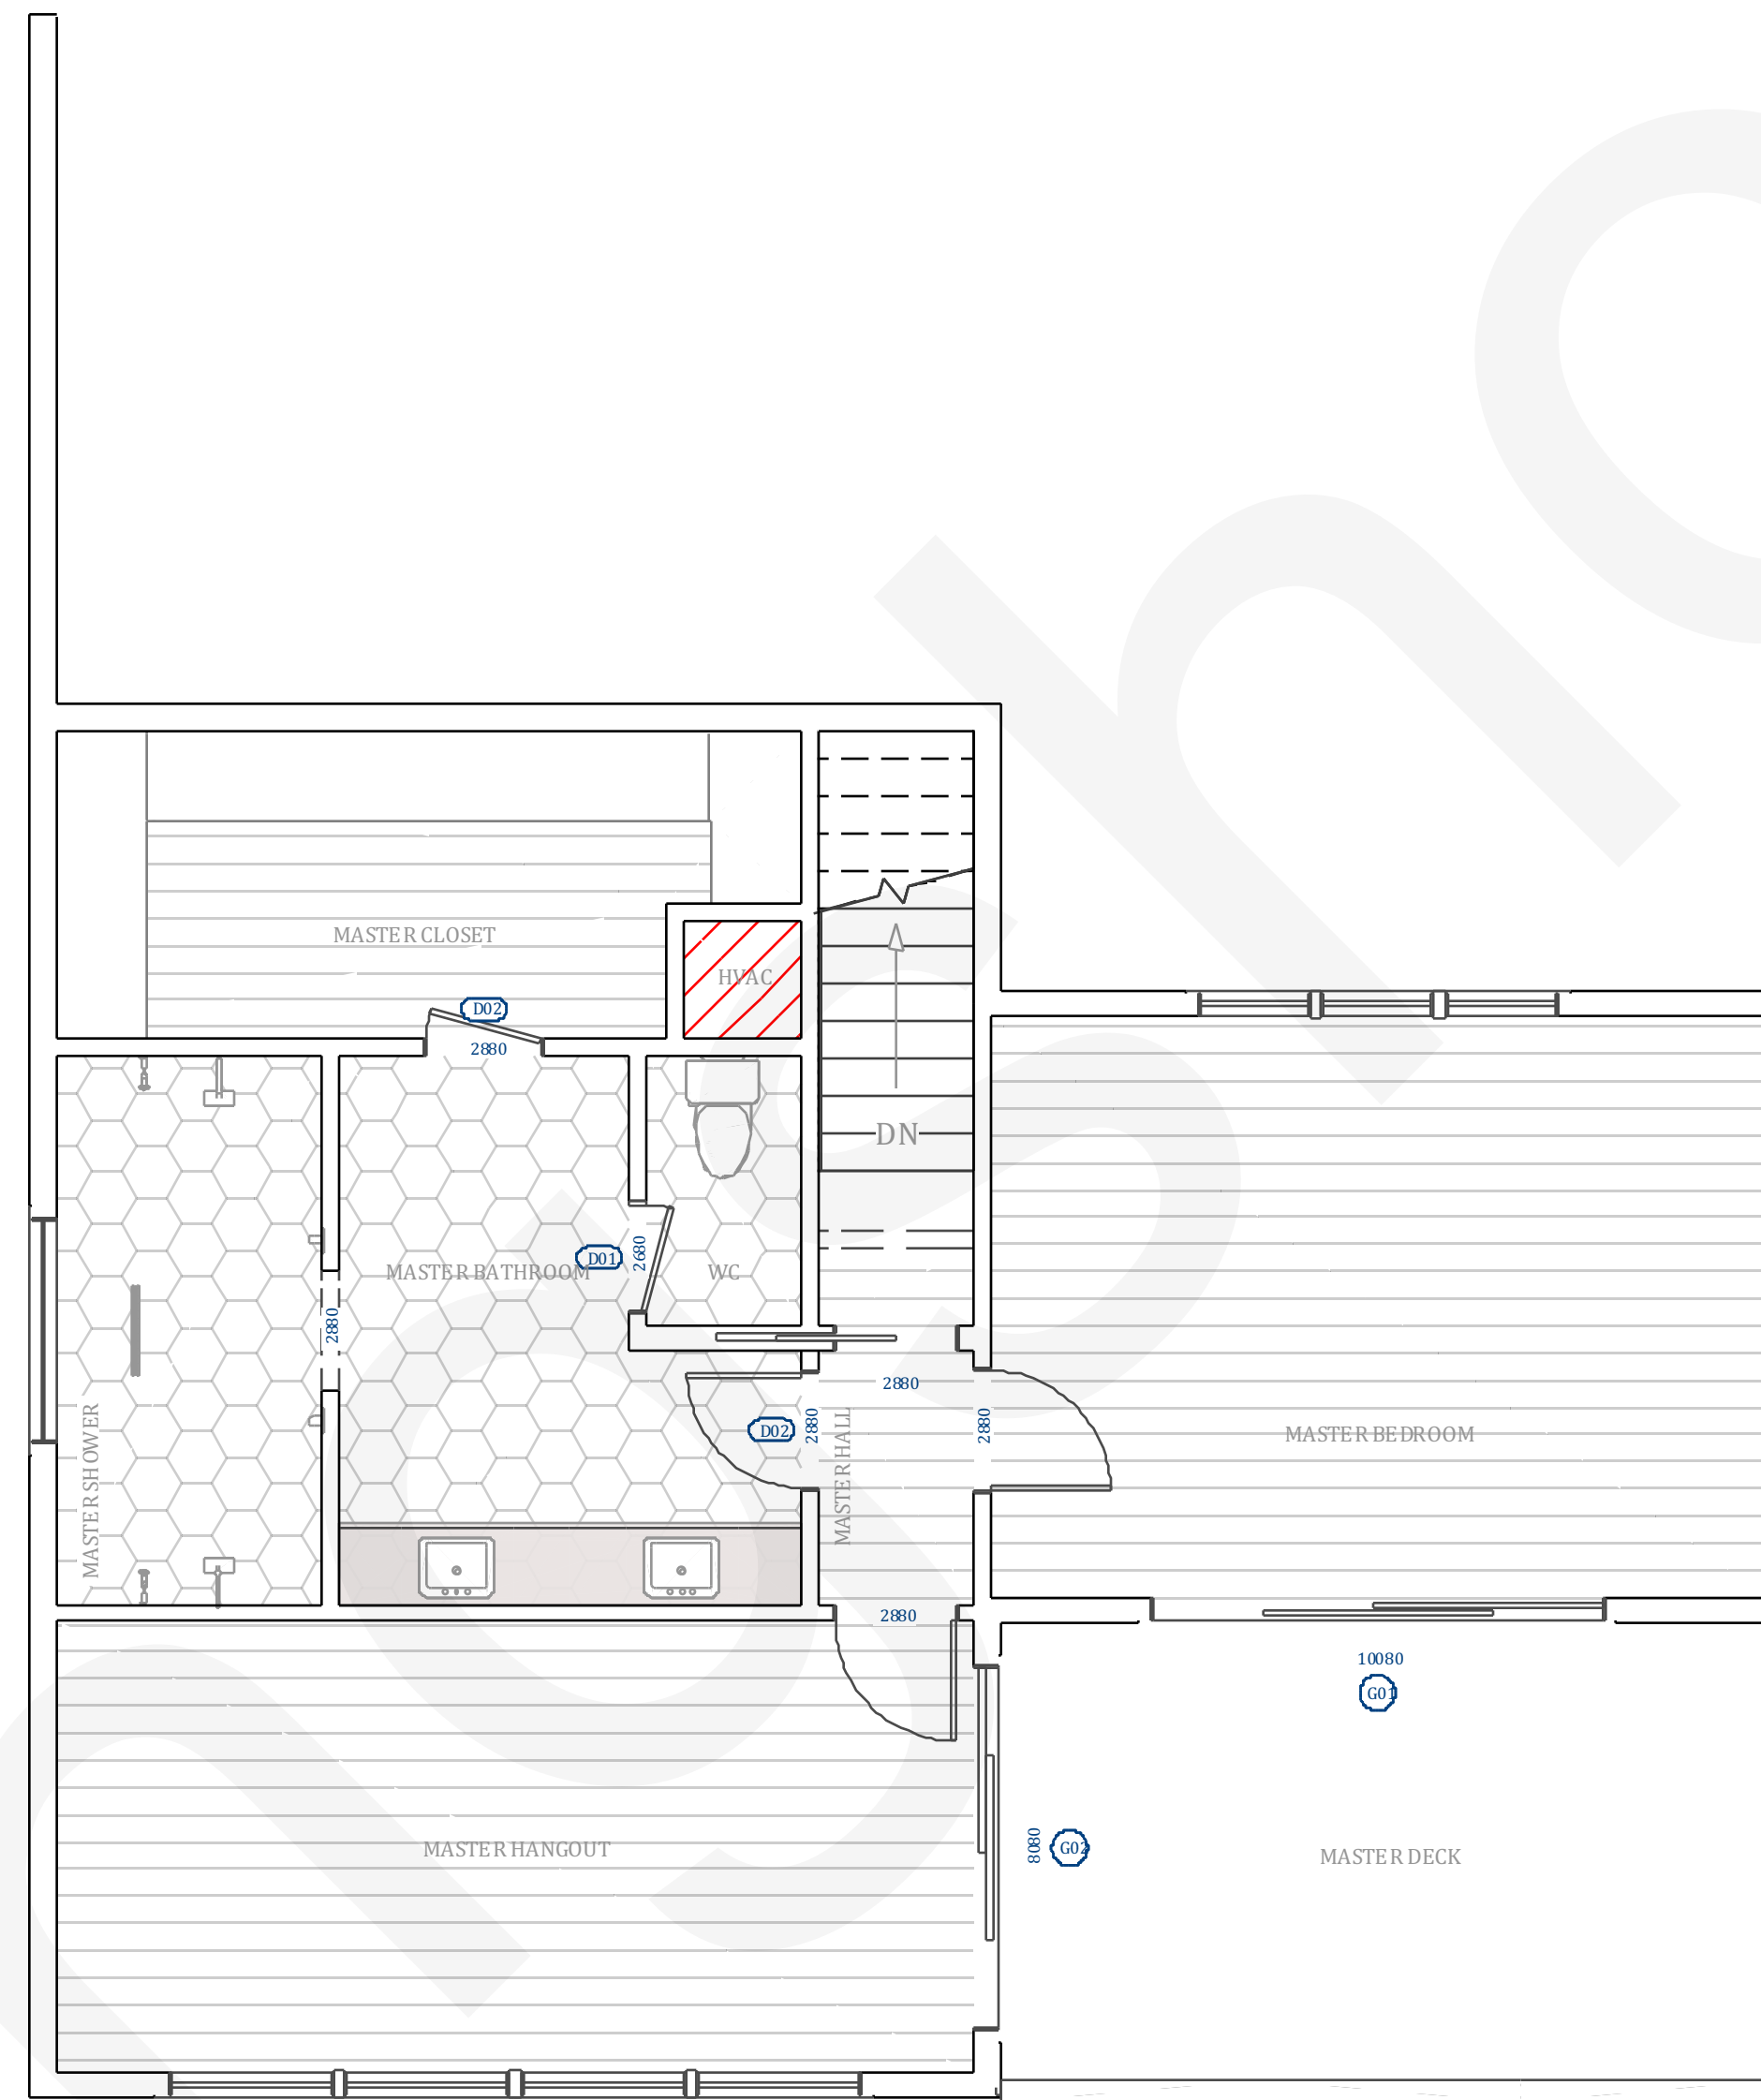 MASTER CLOSET
HVAC
D02
2880
DN
2680
D01
MASTER BATHROOM
WC
2880
2880
D02
2880
2880
MASTER SHOWER
MASTER HALL
MASTER BEDROOM
2880
10080
G01
8080
G02
MASTER HANGOUT
MASTER DECK